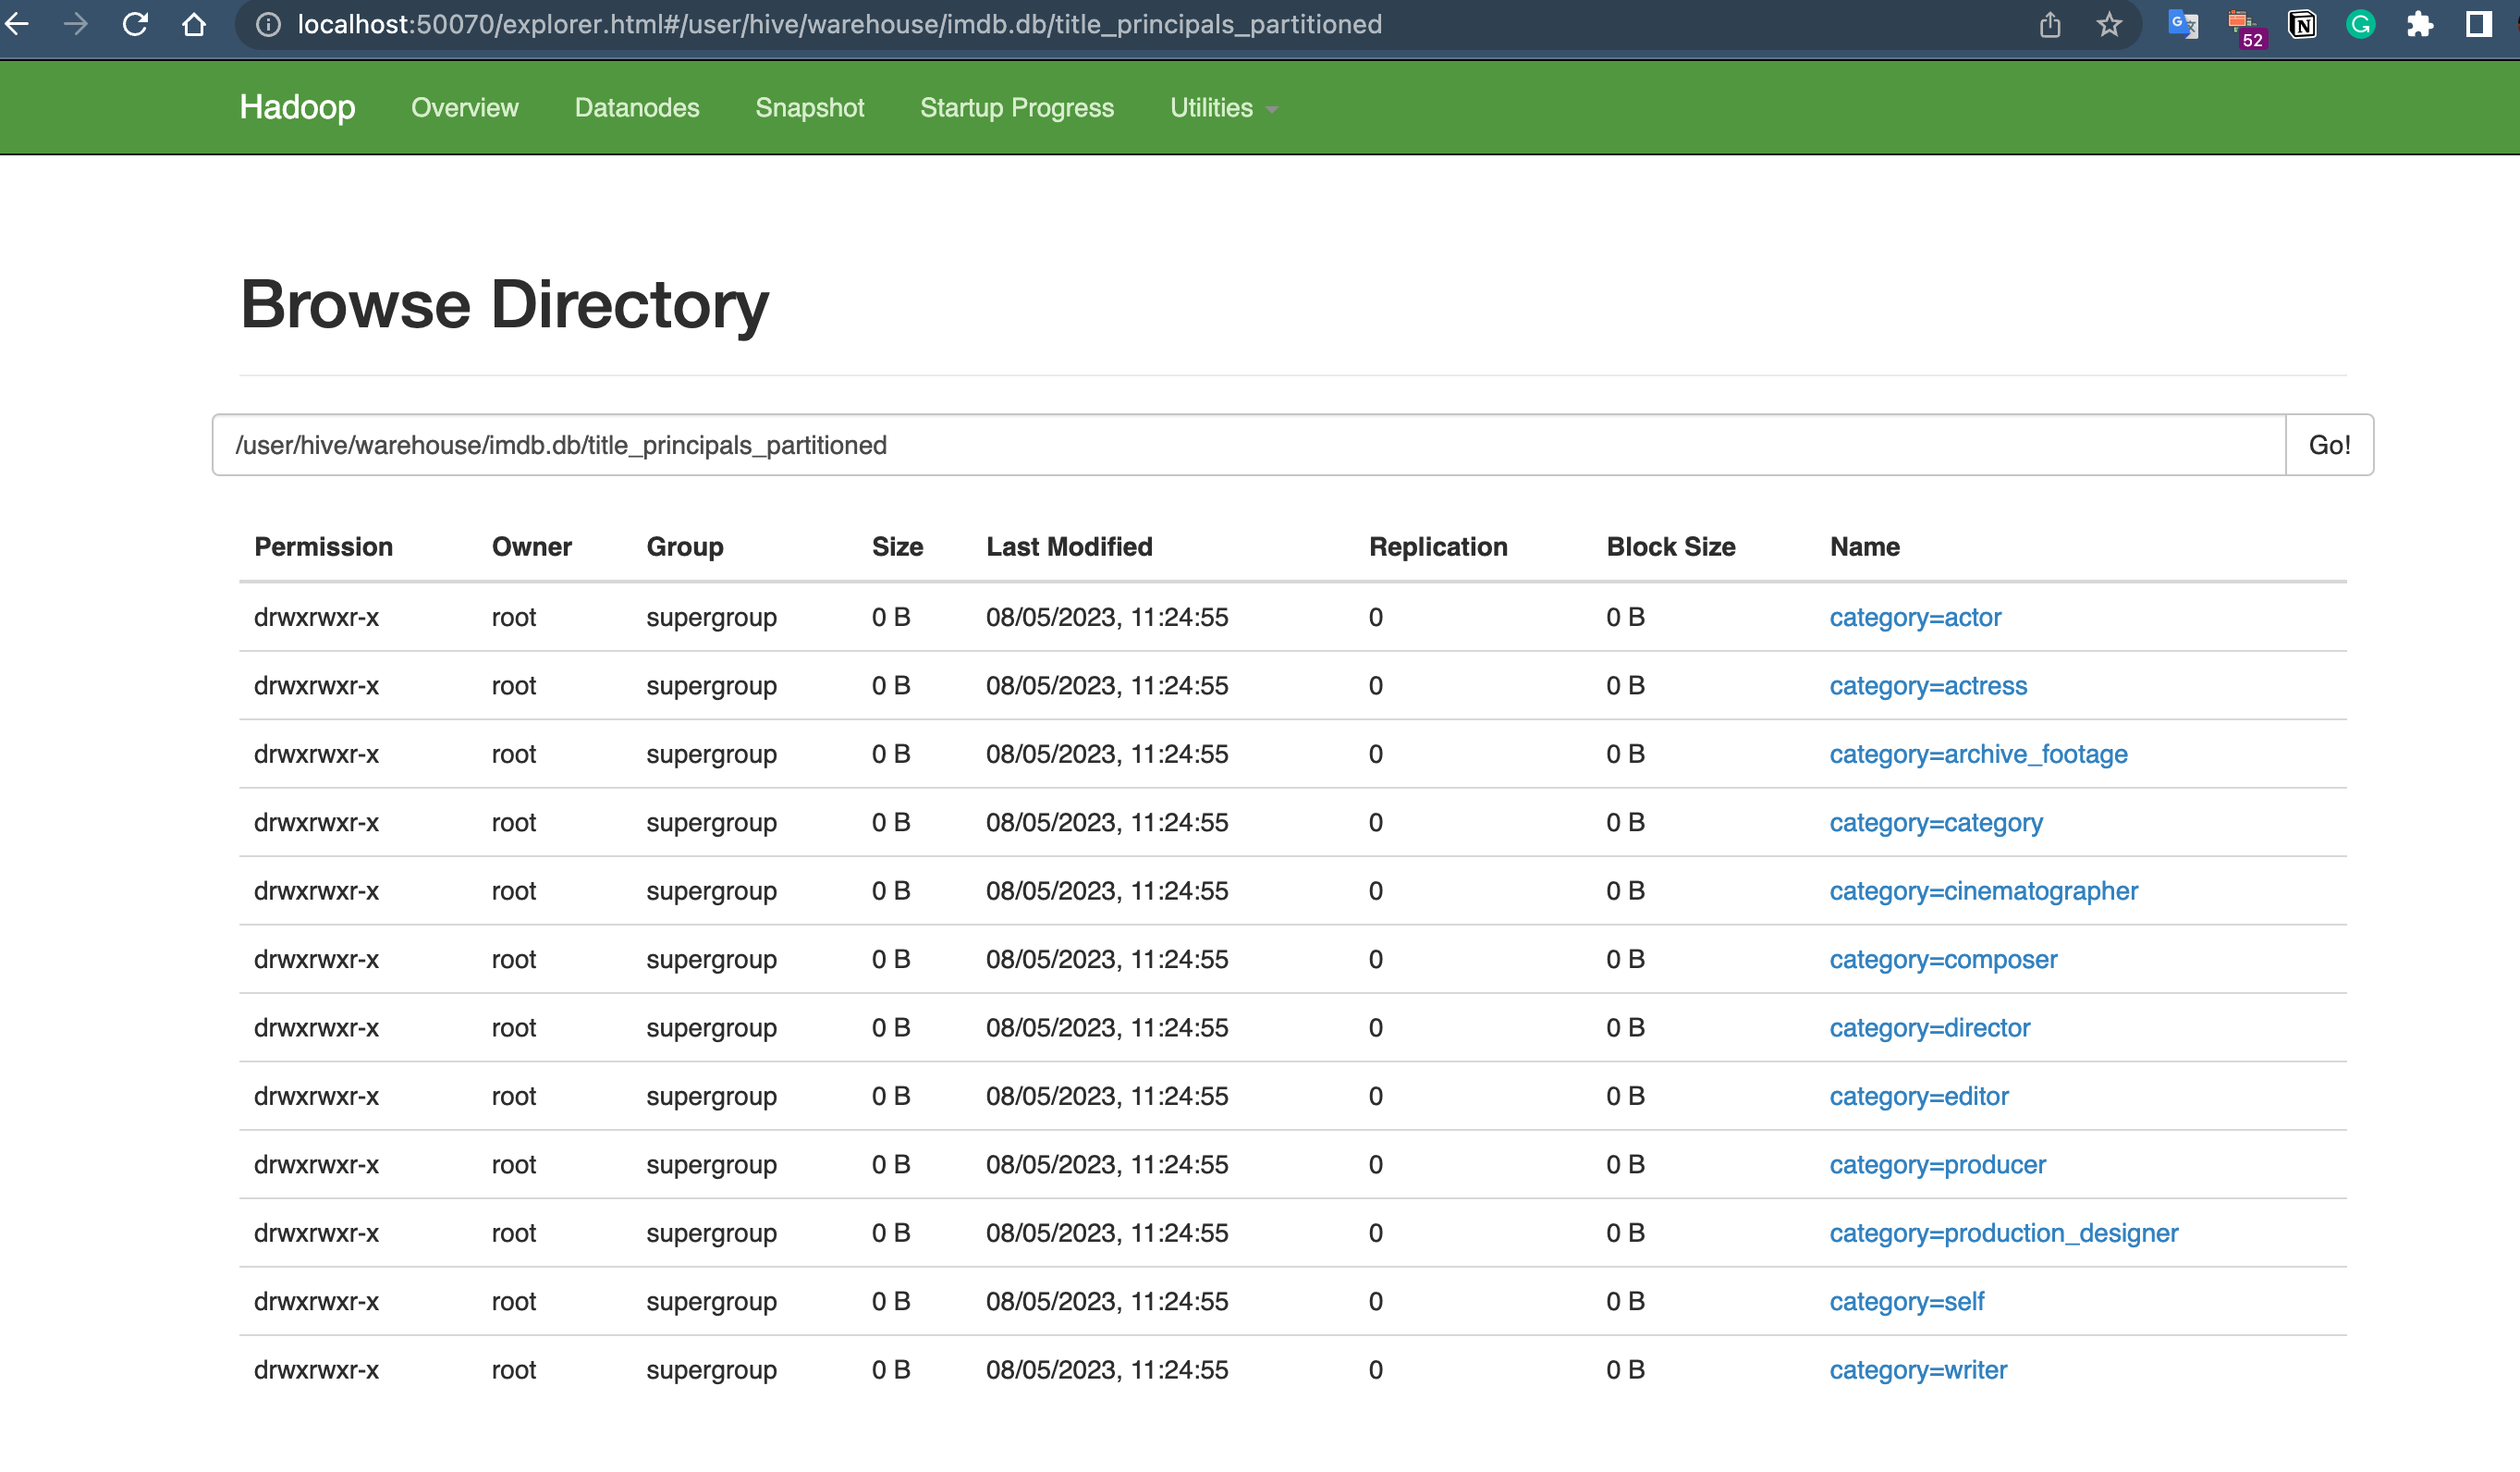 localhost:50070/explorer.html#/user/hive/warehouse/imdb.db/title_principals_partitioned
52
Hadoop Overview Datanodes Snapshot Startup Progress Utilities
Browse Directory
/user/hive/warehouse/imdb.db/title_principals_partitioned Go!
Permission Owner Group Size Last Modified Replication Block Size Name
drwxrwxr-x root supergroup 0 B 08/05/2023, 11:24:55 0 0 B category=actor
drwxrwxr-x root supergroup 0 B 08/05/2023, 11:24:55 0 0 B category=actress
drwxrwxr-x root supergroup 0 B 08/05/2023, 11:24:55 0 0 B category=archive_footage
drwxrwxr-x root supergroup 0 B 08/05/2023, 11:24:55 0 0 B category=category
drwxrwxr-x root supergroup 0 B 08/05/2023, 11:24:55 0 0 B category=cinematographer
drwxrwxr-x root supergroup 0 B 08/05/2023, 11:24:55 0 0 B category=composer
drwxrwxr-x root supergroup 0 B 08/05/2023, 11:24:55 0 0 B category=director
drwxrwxr-x root supergroup 0 B 08/05/2023, 11:24:55 0 0 B category=editor
drwxrwxr-x root supergroup 0 B 08/05/2023, 11:24:55 0 0 B category=producer
drwxrwxr-x root supergroup 0 B 08/05/2023, 11:24:55 0 0 B category=production_designer
drwxrwxr-x root supergroup 0 B 08/05/2023, 11:24:55 0 0 B category=self
drwxrwxr-x root supergroup 0 B 08/05/2023, 11:24:55 0 0 B category=writer